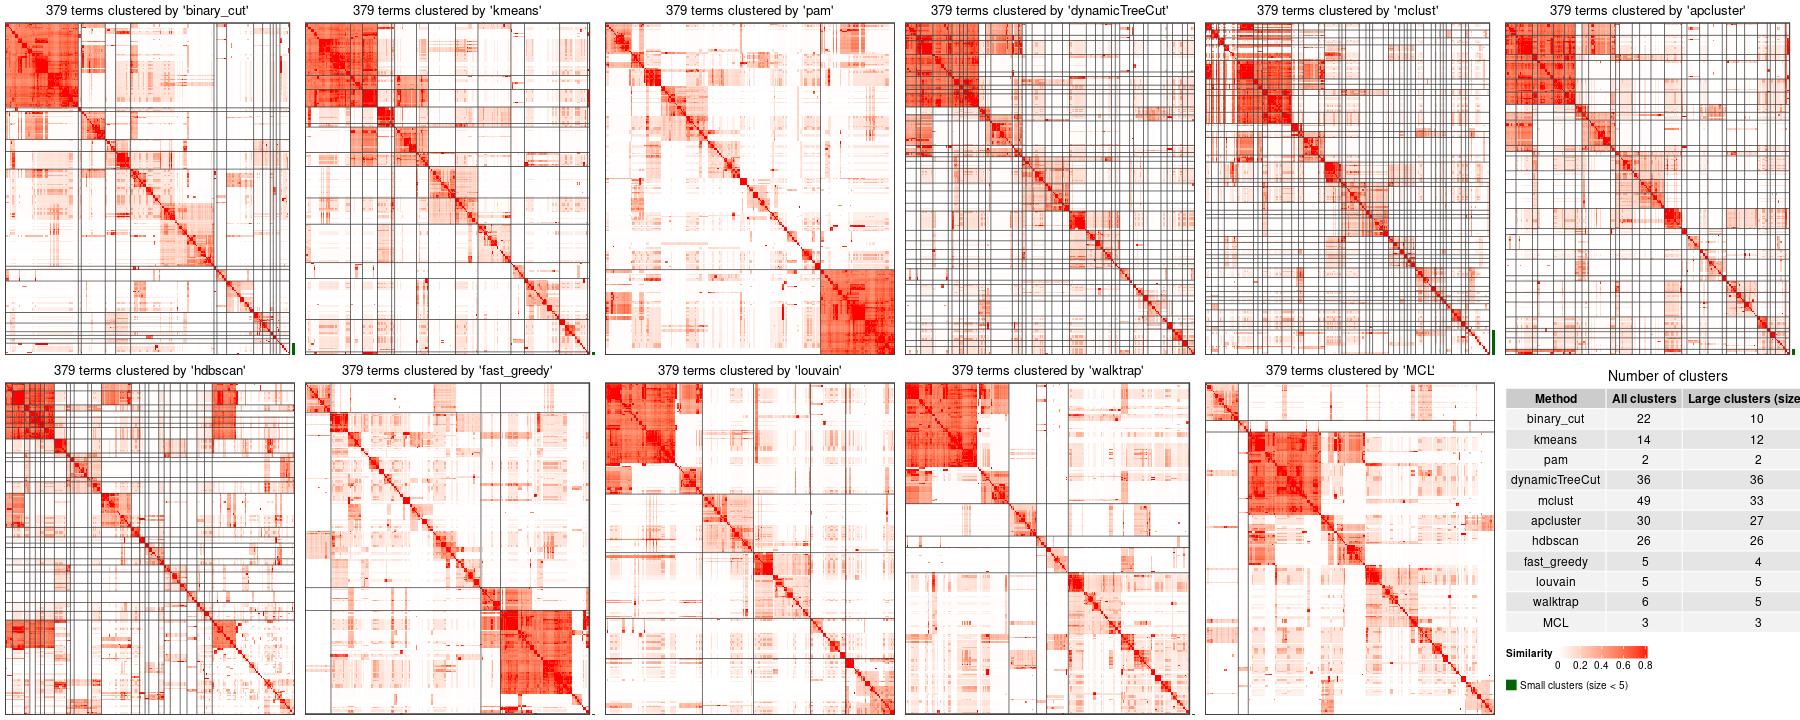 379 terms clustered by 'binary_cut'
379 terms clustered by 'kmeans'
379 terms clustered by 'pam'
379 terms clustered by 'dynamicTreeCut'
379 terms clustered by 'mclust'
379 terms clustered by 'apcluster'
379 terms clustered by 'hdbscan'
379 terms clustered by 'fast_greedy'
379 terms clustered by 'louvain'
379 terms clustered by 'walktrap'
379 terms clustered by 'MCL'
Number of clusters
Method All clusters Large clusters (size
binary_cut 22 10
kmeans 14 12
pam 2 2
dynamicTreeCut 36 36
mclust 49 33
apcluster 30 27
hdbscan 26 26
fast_greedy 5 4
louvain 5 5
walktrap 6 5
MCL 3 3
Similarity
0 0.2 0.4 0.6 0.8
Small clusters (size < 5)